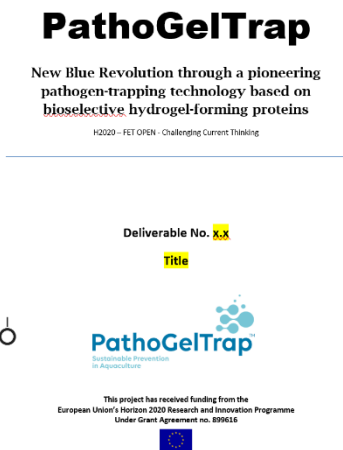 PathoGelTrap
New Blue Revolution through a pioneering
pathogen-trapping technology based on
bioselective hydrogel-forming proteins
H2020 – FET OPEN - Challenging Current Thinking
Deliverable No. x.x
Title
PathoGelTrap™
Sustainable Prevention
in Aquaculture
This project has received funding from the
European Union's Horizon 2020 Research and Innovation Programme
Under Grant Agreement no. 899616